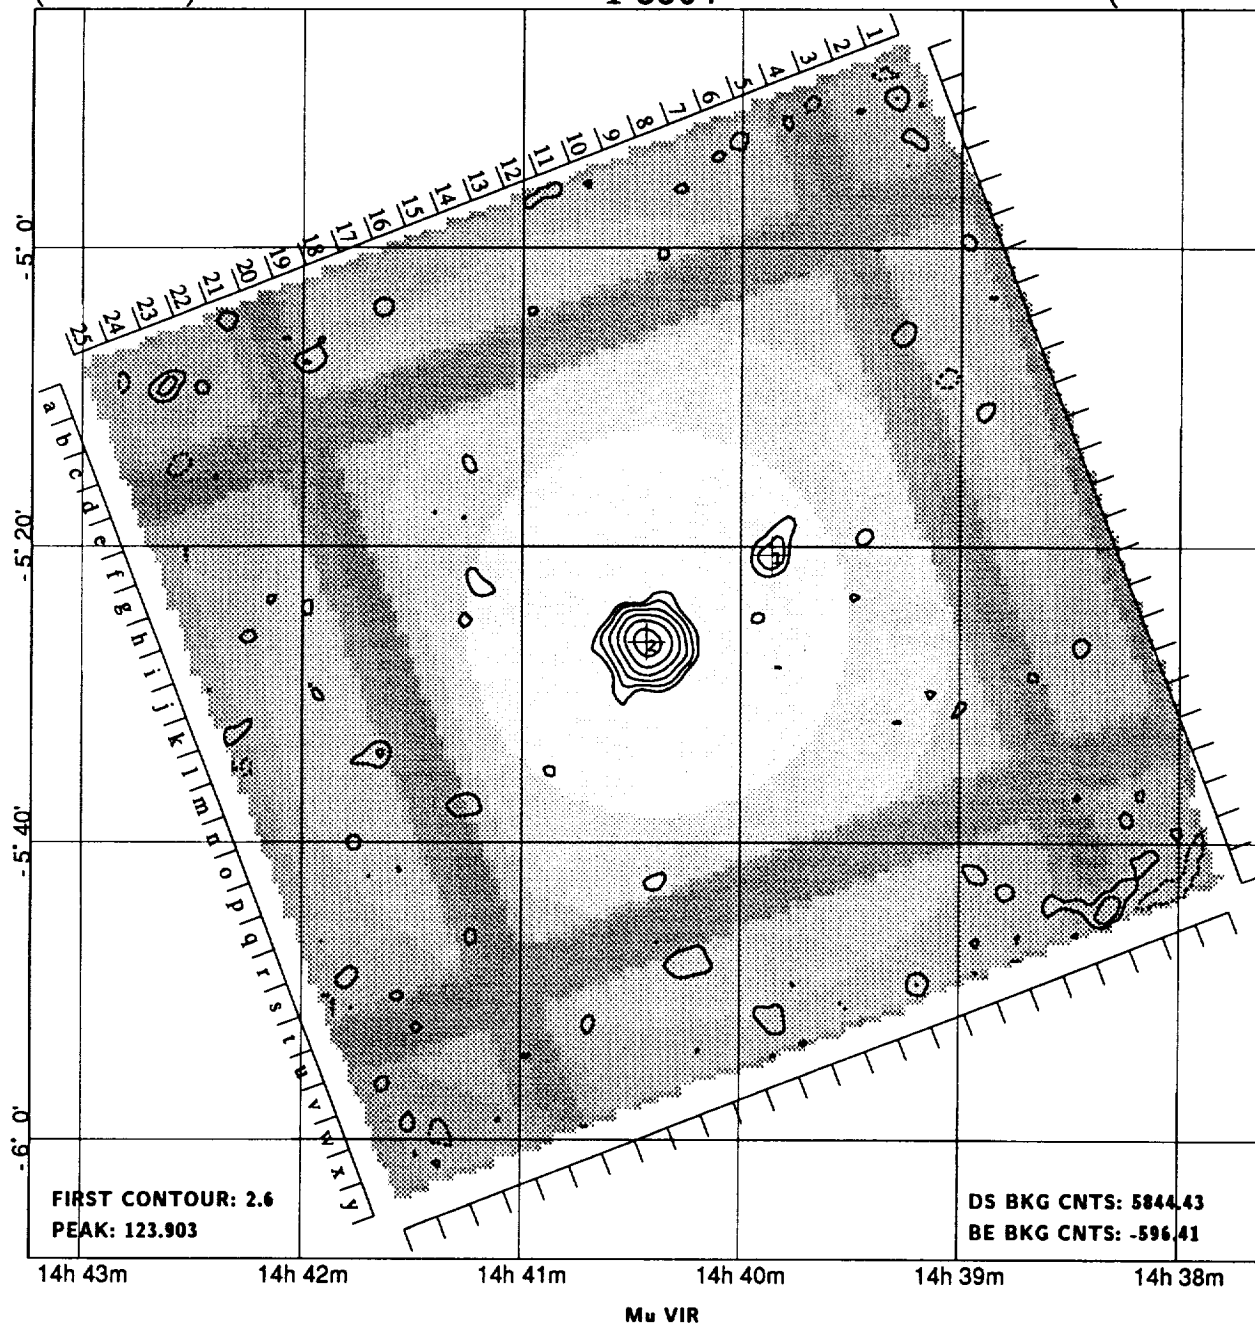 1 2 3 4 5 6 7 8 9 10 11 12 13 14 15 16 17 18 19 20 21 22 23 24 25
a b c d e f g h i j k l m n o p q r s t u v w x y
-5° 0'
-5° 20'
-5° 40'
-6° 0'
1
2
FIRST CONTOUR: 2.6
PEAK: 123.903
DS BKG CNTS: 5844.43
BE BKG CNTS: -596.41
14h 43m 14h 42m 14h 41m 14h 40m 14h 39m 14h 38m
Mu VIR